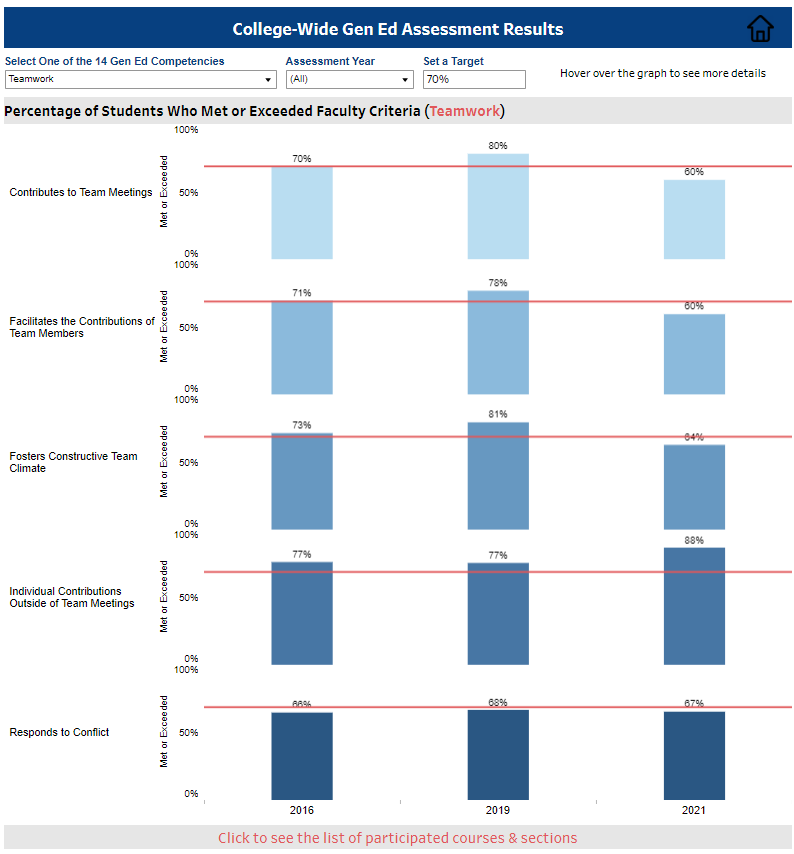 College-Wide Gen Ed Assessment Results
Select One of the 14 Gen Ed Competencies
Assessment Year
Set a Target
Teamwork
(All)
70%
Hover over the graph to see more details
Percentage of Students Who Met or Exceeded Faculty Criteria (Teamwork)
100%
50%
0%
Met or Exceeded
Contributes to Team Meetings
70%
80%
60%
100%
50%
0%
Met or Exceeded
Facilitates the Contributions of
Team Members
71%
78%
60%
100%
50%
0%
Met or Exceeded
Fosters Constructive Team
Climate
73%
81%
64%
100%
50%
0%
Met or Exceeded
Individual Contributions
Outside of Team Meetings
77%
77%
88%
100%
50%
0%
Met or Exceeded
Responds to Conflict
66%
68%
67%
2016
2019
2021
Click to see the list of participated courses & sections